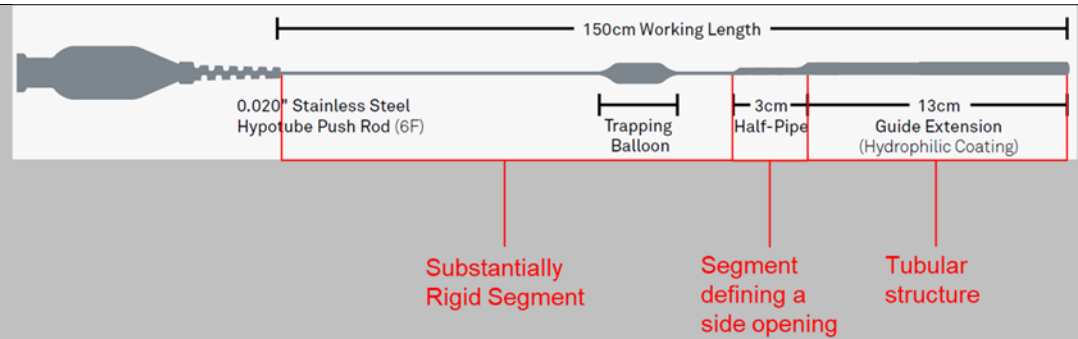 150cm Working Length
0.020" Stainless Steel
Hypotube Push Rod (6F)
Trapping
Balloon
3cm
Half-Pipe
13cm
Guide Extension
(Hydrophilic Coating)
Substantially
Rigid Segment
Segment
defining a
side opening
Tubular
structure